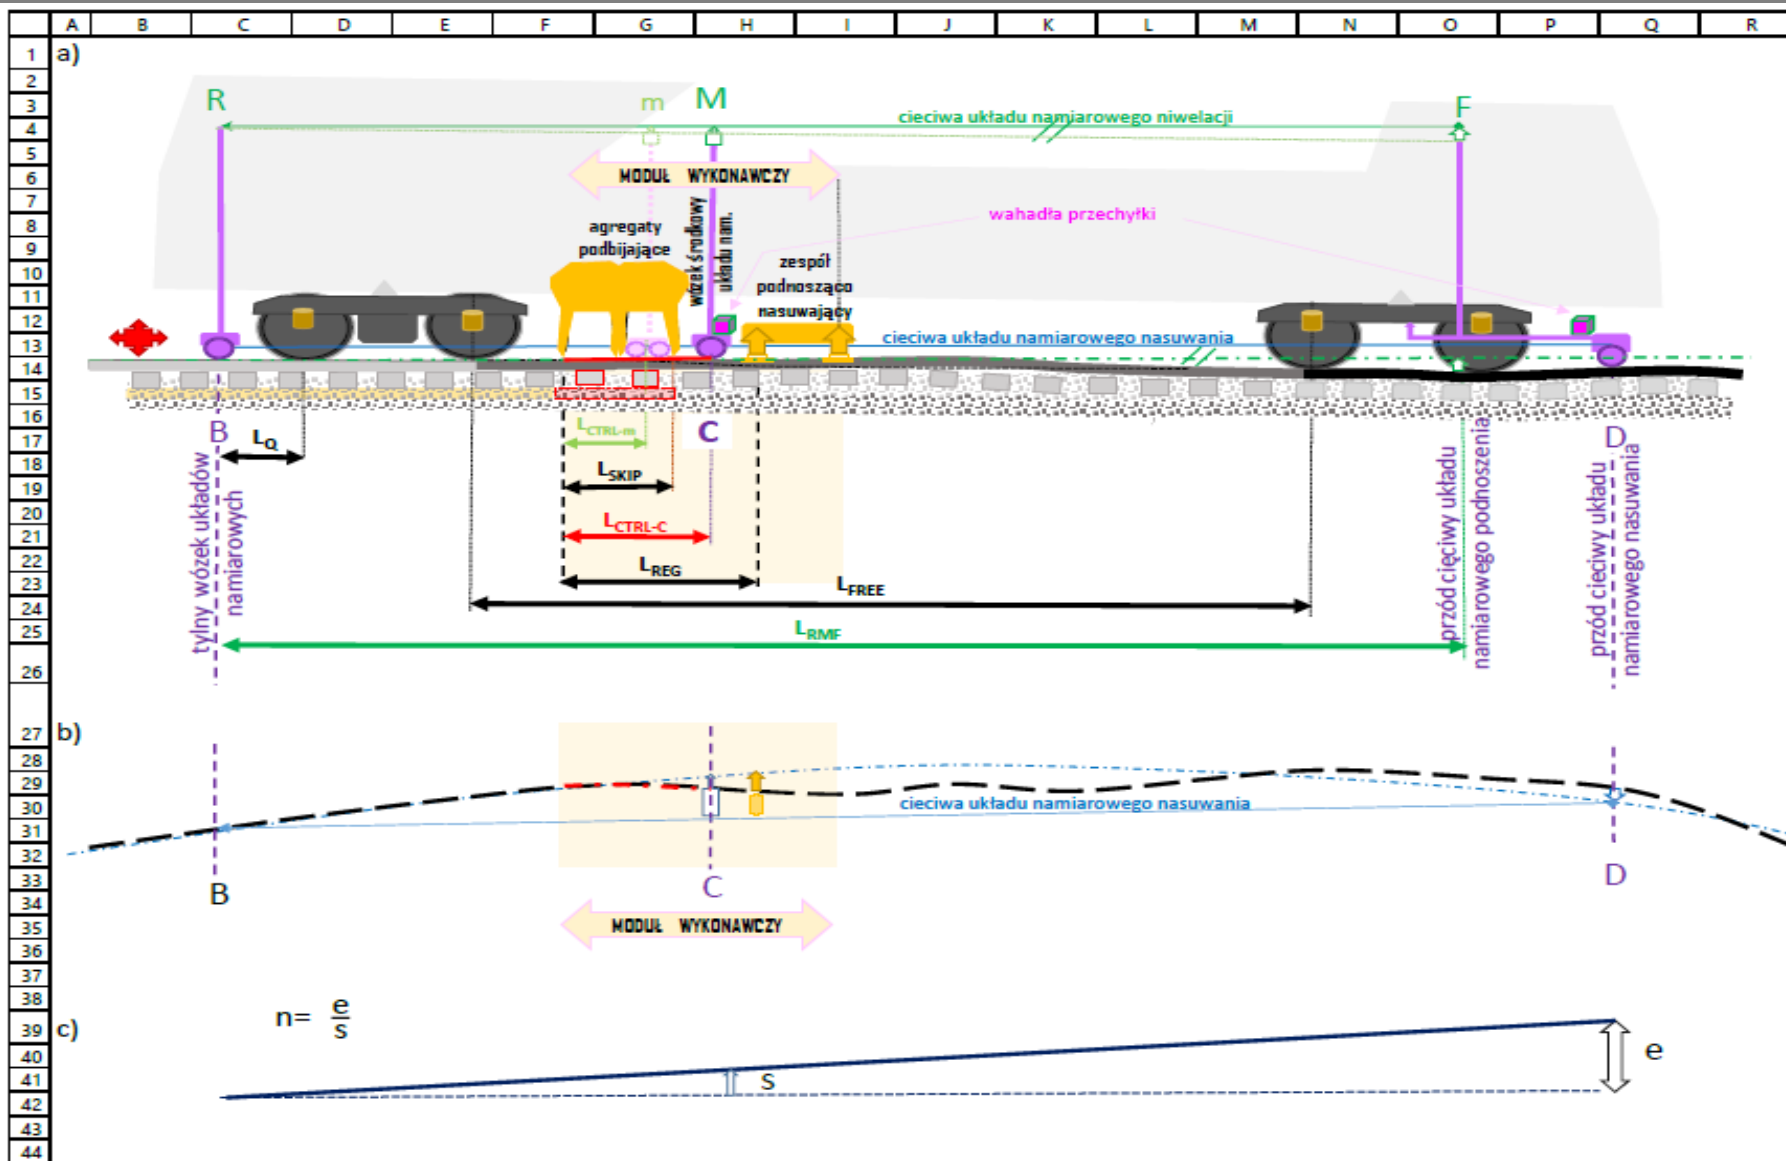 A B C D E F G H I J K L M N O P Q R
1 a)
2
3
4
5
6
7
8
9
10
11
12
13
14
15
16
17
18
19
20
21
22
23
24
25
26
27 b)
28
29
30
31
32
33
34
35
36
37
38
39 c)
40
41
42
43
44
R m M F
cieciwa układu namiarowego niwelacji
MODUŁ WYKONAWCZY
wahadła przechyłki
agregaty
podbijające
wózek środkowy
układu nam.
zespół
podnosząco
nasuwający
cieciwa układu namiarowego nasuwania
B C D
LQ
LCTRL-m
LSKIP
LCTRL-C
LREG
LFREE
LRMF
tylny wózek układów
namiarowych
przód cięciwy układu
namiarowego podnoszenia
przód cieciwy układu
namiarowego nasuwania
cieciwa układu namiarowego nasuwania
B C D
MODUŁ WYKONAWCZY
n= e
s
s
e